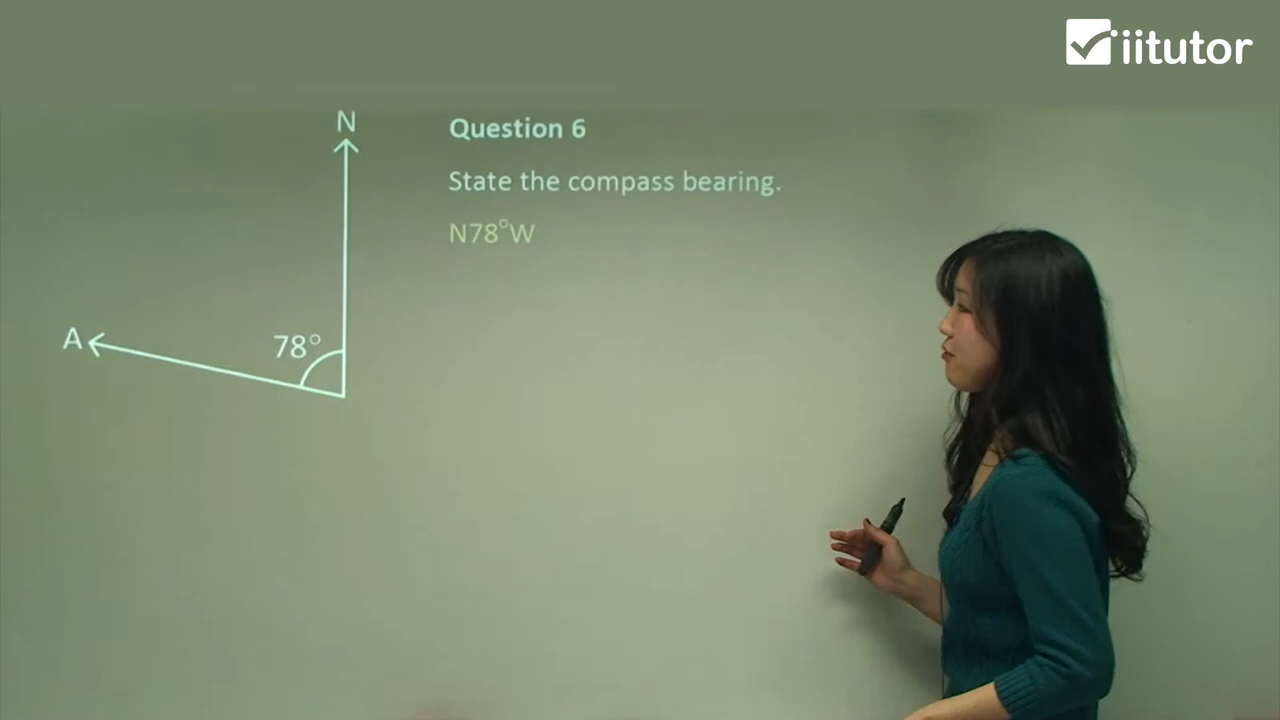 iitutor
N
Question 6
State the compass bearing.
N78°W
A
78°